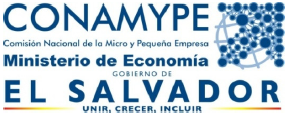 CONAMYPE
Comisión Nacional de la Micro y Pequeña Empresa
Ministerio de Economía
GOBIERNO DE
EL SALVADOR
UNIR, CRECER, INCLUIR